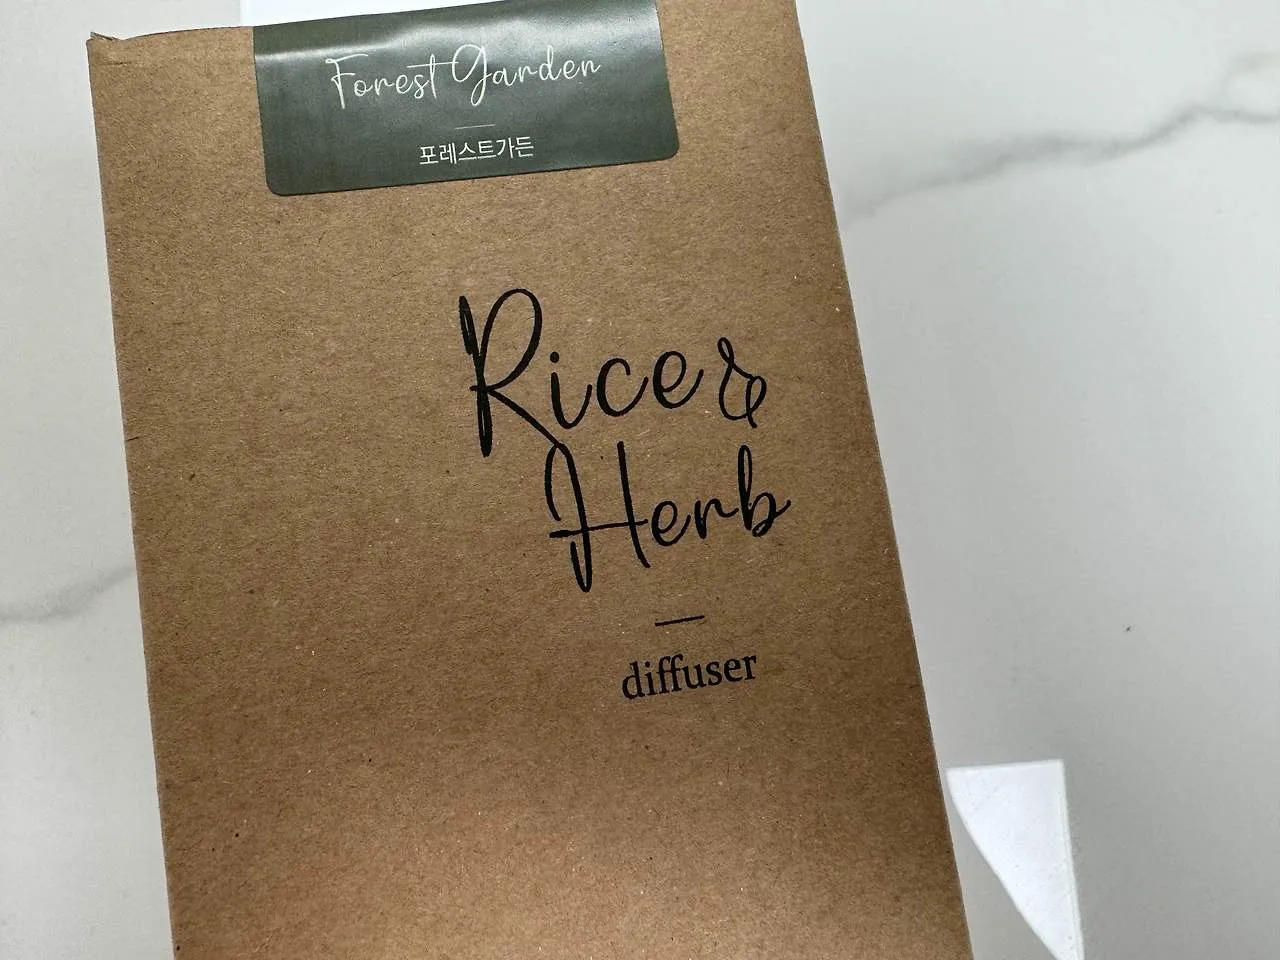 Forest Garden
포레스트가든
Rice &
Herb
diffuser